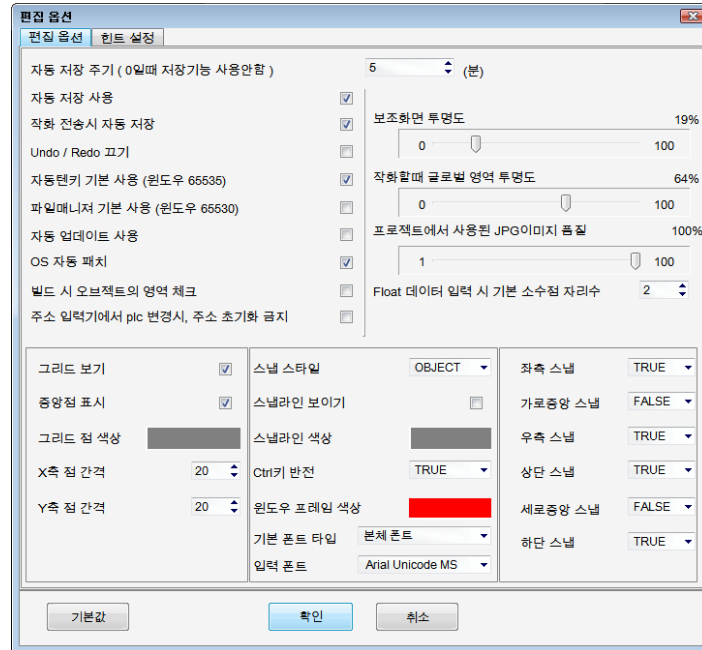 편집 옵션
편집 옵션 힌트 설정
자동 저장 주기 ( 0일때 저장기능 사용안함 ) 5 (분)
자동 저장 사용
작화 전송시 자동 저장
Undo / Redo 끄기
자동텐키 기본 사용 (윈도우 65535)
파일매니져 기본 사용 (윈도우 65530)
자동 업데이트 사용
OS 자동 패치
빌드 시 오브젝트의 영역 체크
주소 입력기에서 plc 변경시, 주소 초기화 금지
보조화면 투명도 19%
0 100
작화할때 글로벌 영역 투명도 64%
0 100
프로젝트에서 사용된 JPG이미지 품질 100%
1 100
Float 데이터 입력 시 기본 소수점 자리수 2
그리드 보기
중앙점 표시
그리드 점 색상
X축 점 간격 20
Y축 점 간격 20
스냅 스타일 OBJECT
스냅라인 보이기
스냅라인 색상
Ctrl키 반전 TRUE
윈도우 프레임 색상
기본 폰트 타입 본체 폰트
입력 폰트 Arial Unicode MS
좌측 스냅 TRUE
가로중앙 스냅 FALSE
우측 스냅 TRUE
상단 스냅 TRUE
세로중앙 스냅 FALSE
하단 스냅 TRUE
기본값 확인 취소